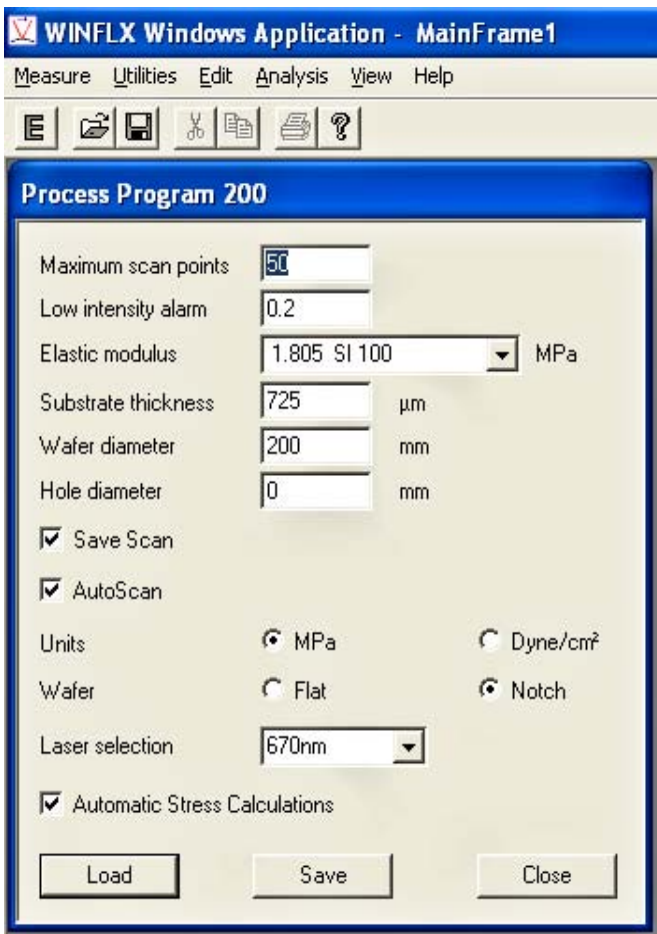 WINFLX Windows Application - MainFrame1
Measure Utilities Edit Analysis View Help
E
Process Program 200
Maximum scan points 50
Low intensity alarm 0.2
Elastic modulus 1.805 SI 100 MPa
Substrate thickness 725 µm
Wafer diameter 200 mm
Hole diameter 0 mm
Save Scan
AutoScan
Units MPa Dyne/cm²
Wafer Flat Notch
Laser selection 670nm
Automatic Stress Calculations
Load Save Close